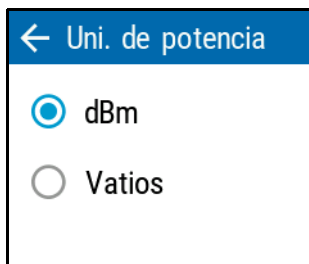 Uni. de potencia
dBm
Vatios